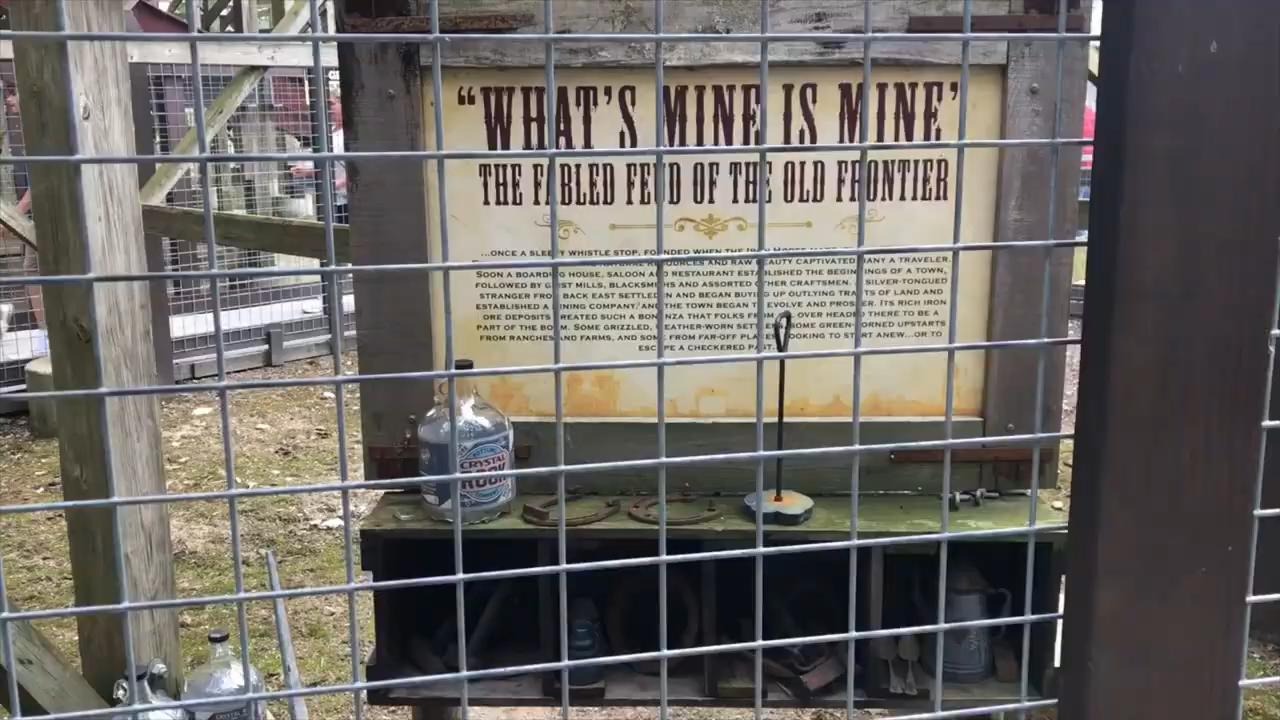 “WHAT'S MINE IS MINE”
THE FABLED FEUD OF THE OLD FRONTIER
...ONCE A SLEEPY WHISTLE STOP, FOUNDED WHEN THE IRON HORSE
SOURCES AND RAW BEAUTY CAPTIVATED MANY A TRAVELER.
SOON A BOARDING HOUSE, SALOON AND RESTAURANT ESTABLISHED THE BEGINNINGS OF A TOWN,
FOLLOWED BY GRIST MILLS, BLACKSMITHS AND ASSORTED OTHER CRAFTSMEN. A SILVER-TONGUED
STRANGER FROM BACK EAST SETTLED IN AND BEGAN BUYING UP OUTLYING TRACTS OF LAND AND
ESTABLISHED A MINING COMPANY, AND THE TOWN BEGAN TO EVOLVE AND PROSPER. ITS RICH IRON
ORE DEPOSITS CREATED SUCH A BONANZA THAT FOLKS FROM ALL OVER HEADED THERE TO BE A
PART OF THE BOOM. SOME GRIZZLED, WEATHER-WORN SETTLERS, SOME GREEN-HORNED UPSTARTS
FROM RANCHES AND FARMS, AND SOME FROM FAR-OFF PLACES LOOKING TO START ANEW...OR TO
ESCAPE A CHECKERED PAST.
CRYSTAL
ROCK
CRYSTAL